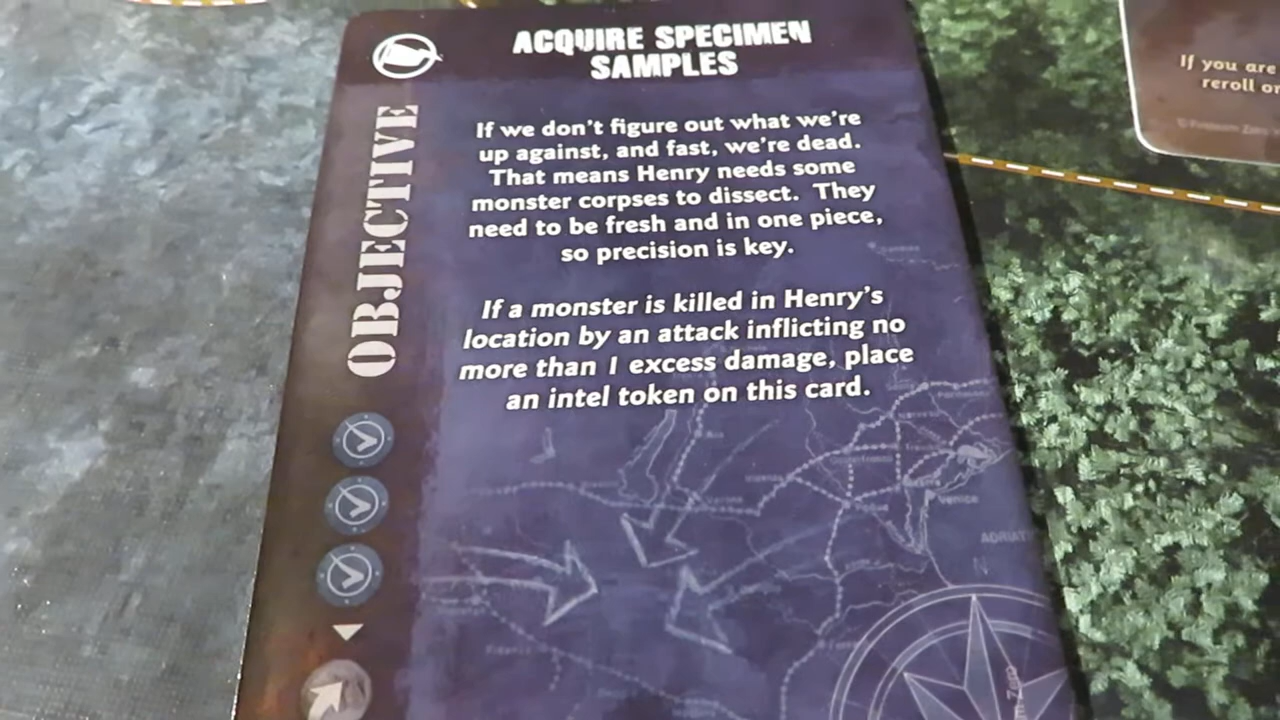 ACQUIRE SPECIMEN
SAMPLES
OBJECTIVE
If we don't figure out what we're
up against, and fast, we're dead.
That means Henry needs some
monster corpses to dissect. They
need to be fresh and in one piece,
so precision is key.
If a monster is killed in Henry's
location by an attack inflicting no
more than 1 excess damage, place
an intel token on this card.
Venice
If you are
reroll or